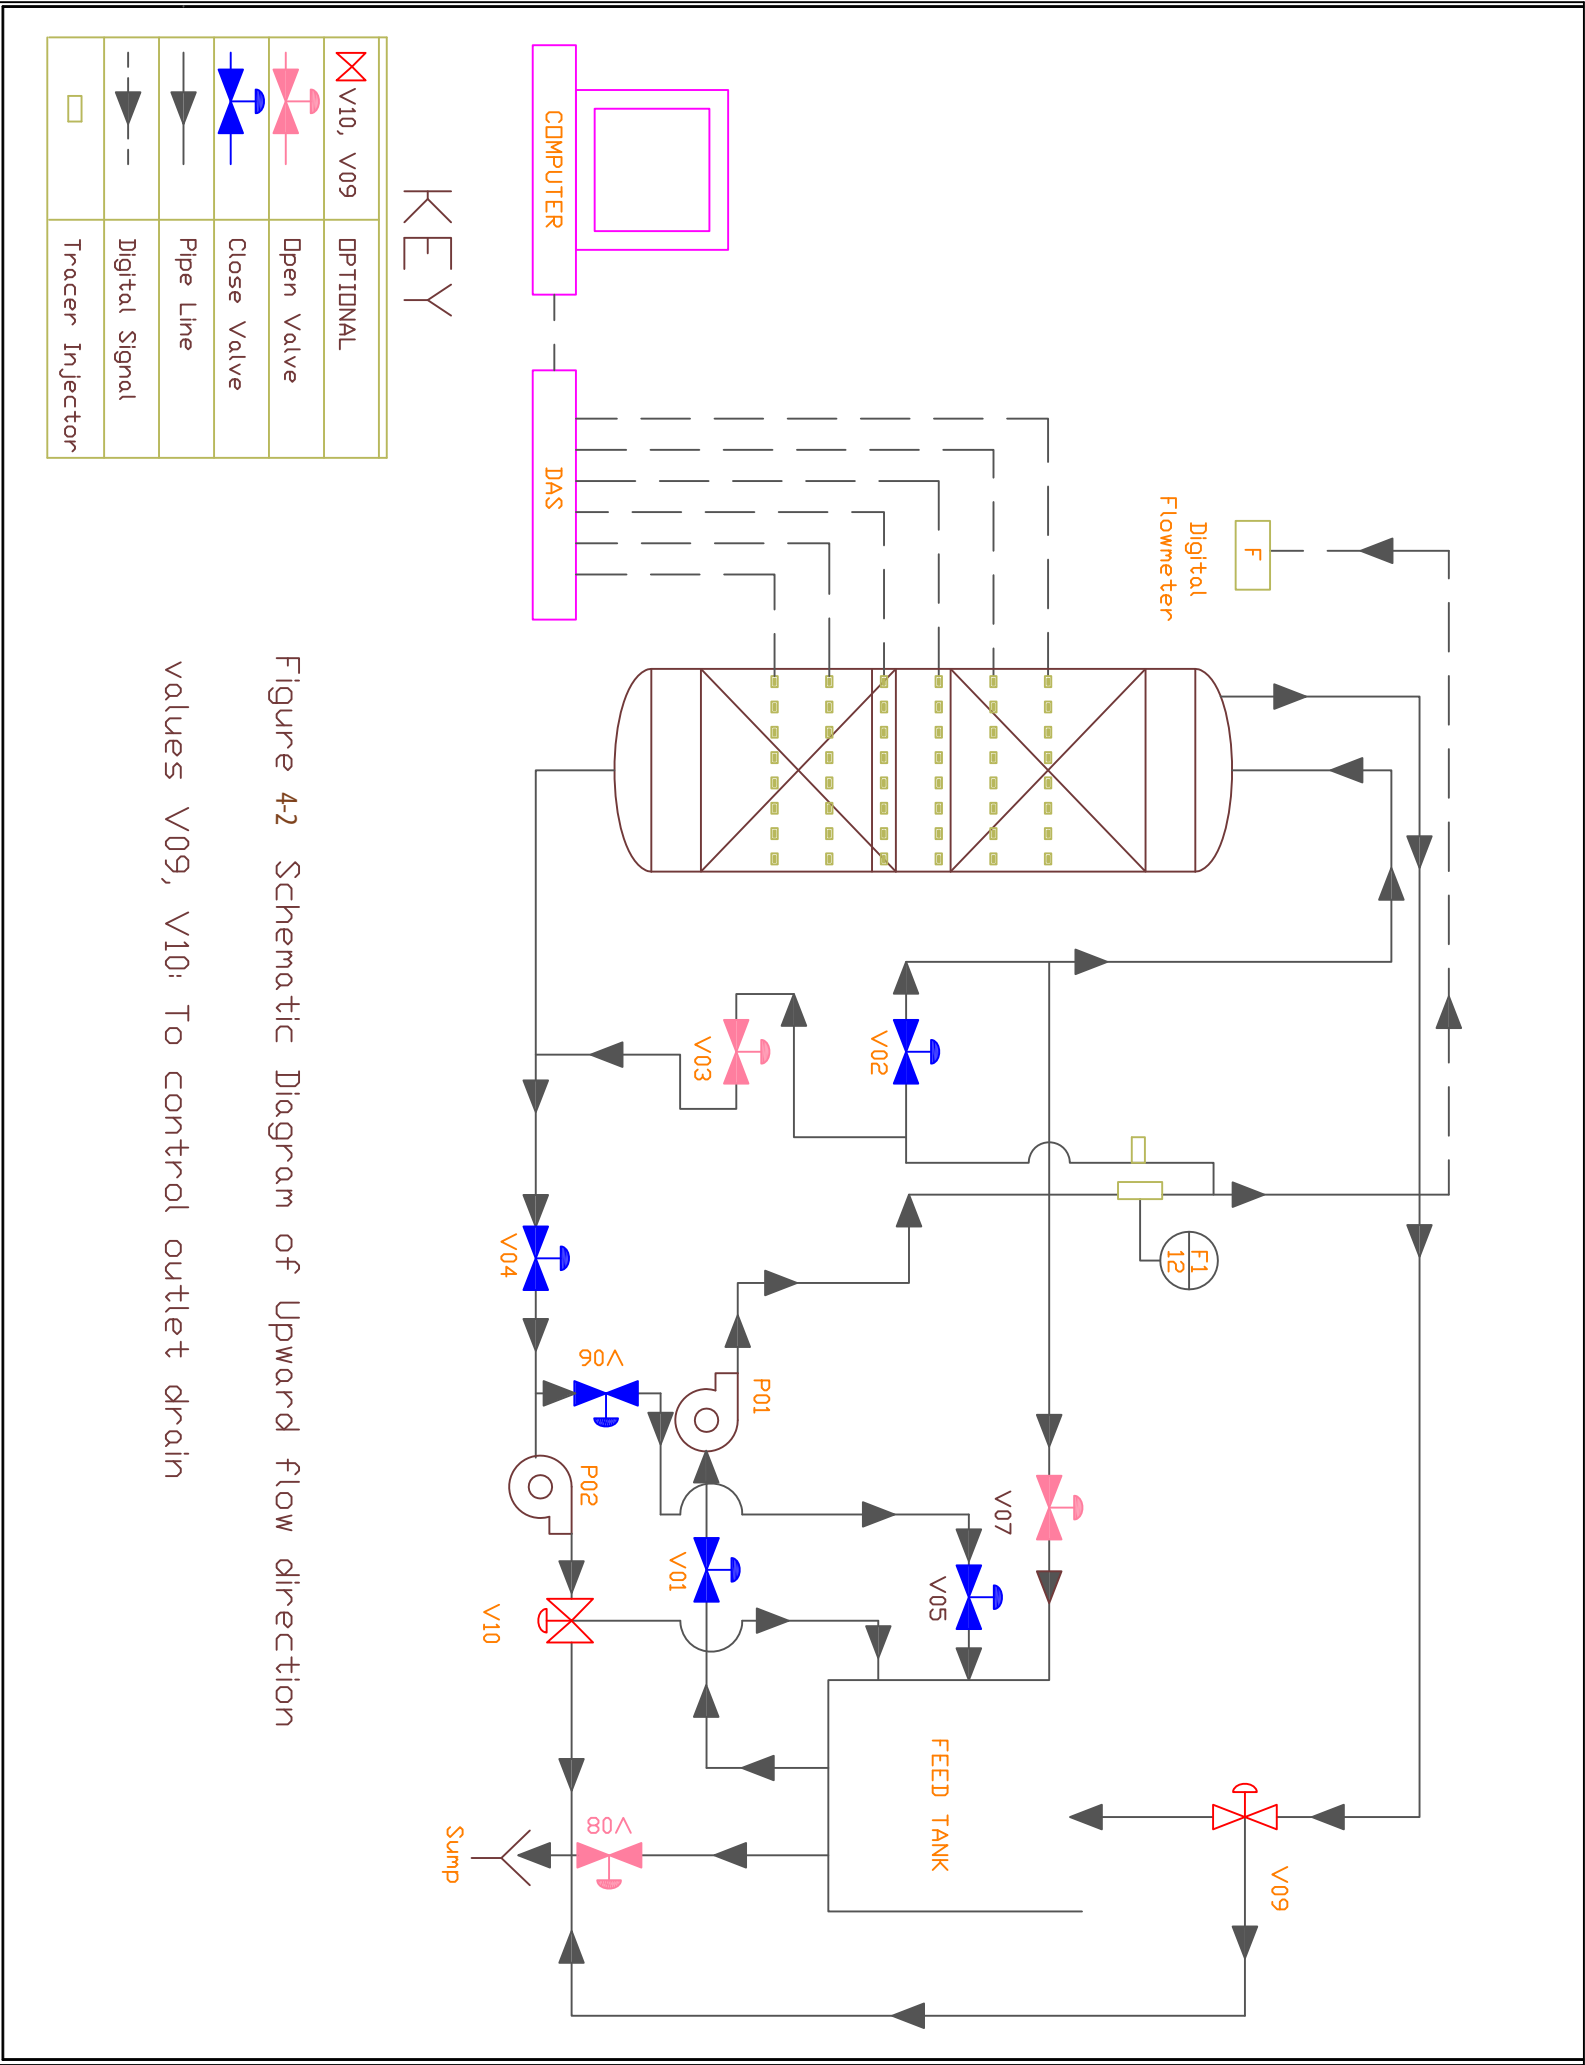 Digital
Flowmeter
F
F1
12
V09
COMPUTER
DAS
V02
V03
V04
V06
P01
P02
V07
V05
V01
V10
FEED TANK
V08
Sump
KEY
V10, V09 OPTIONAL
Open Valve
Close Valve
Pipe Line
Digital Signal
Tracer Injector
Figure 4-2 Schematic Diagram of Upward flow direction
values V09, V10: To control outlet drain